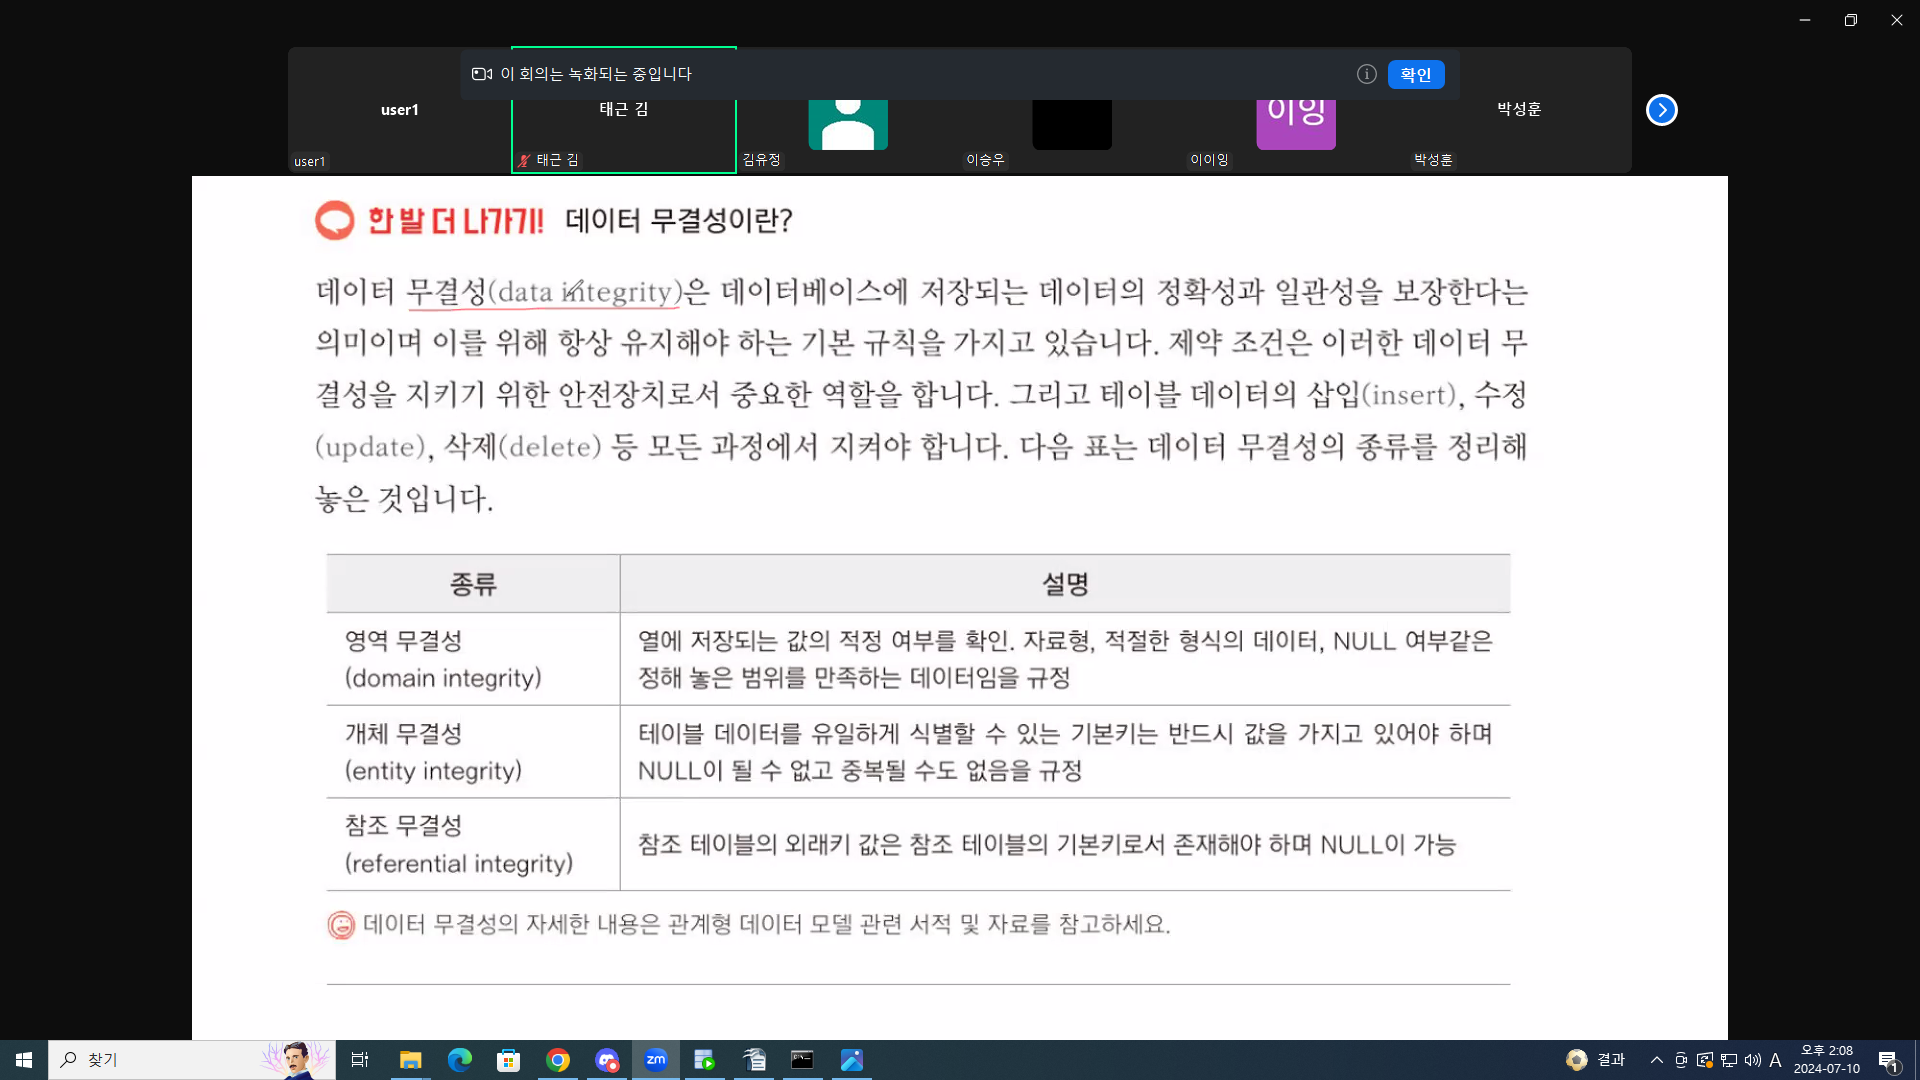 이 회의는 녹화되는 중입니다
확인
user1
태근 김
이잉
박성훈
user1
태근 김
김유정
이승우
이이잉
박성훈
한 발 더 나가기! 데이터 무결성이란?
데이터 무결성(data integrity)은 데이터베이스에 저장되는 데이터의 정확성과 일관성을 보장한다는
의미이며 이를 위해 항상 유지해야 하는 기본 규칙을 가지고 있습니다. 제약 조건은 이러한 데이터 무
결성을 지키기 위한 안전장치로서 중요한 역할을 합니다. 그리고 테이블 데이터의 삽입(insert), 수정
(update), 삭제(delete) 등 모든 과정에서 지켜야 합니다. 다음 표는 데이터 무결성의 종류를 정리해
놓은 것입니다.
종류
설명
영역 무결성
(domain integrity)
열에 저장되는 값의 적정 여부를 확인. 자료형, 적절한 형식의 데이터, NULL 여부같은
정해 놓은 범위를 만족하는 데이터임을 규정
개체 무결성
(entity integrity)
테이블 데이터를 유일하게 식별할 수 있는 기본키는 반드시 값을 가지고 있어야 하며
NULL이 될 수 없고 중복될 수도 없음을 규정
참조 무결성
(referential integrity)
참조 테이블의 외래키 값은 참조 테이블의 기본키로서 존재해야 하며 NULL이 가능
데이터 무결성의 자세한 내용은 관계형 데이터 모델 관련 서적 및 자료를 참고하세요.
찾기
zm
결과
A
오후 2:08
2024-07-10
1